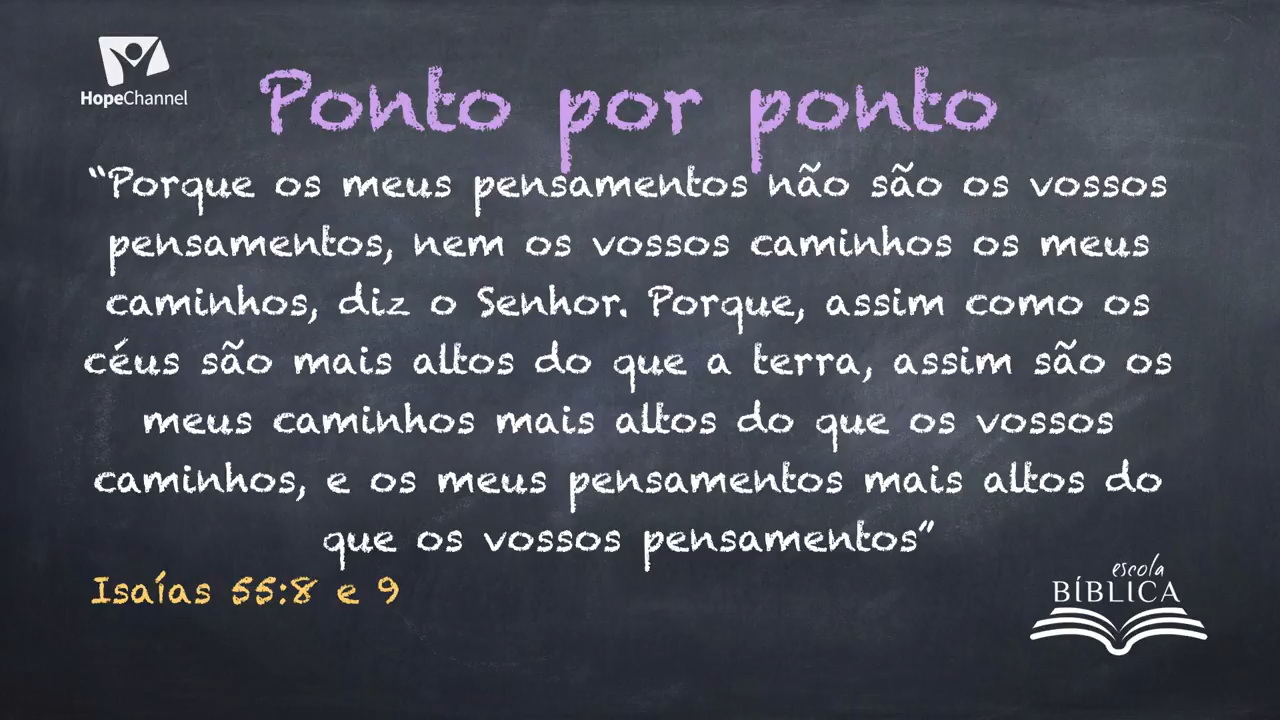 HopeChannel
Ponto por ponto
“Porque os meus pensamentos não são os vossos
pensamentos, nem os vossos caminhos os meus
caminhos, diz o Senhor. Porque, assim como os
céus são mais altos do que a terra, assim são os
meus caminhos mais altos do que os vossos
caminhos, e os meus pensamentos mais altos do
que os vossos pensamentos”
Isaías 55:8 e 9
escola
BÍBLICA